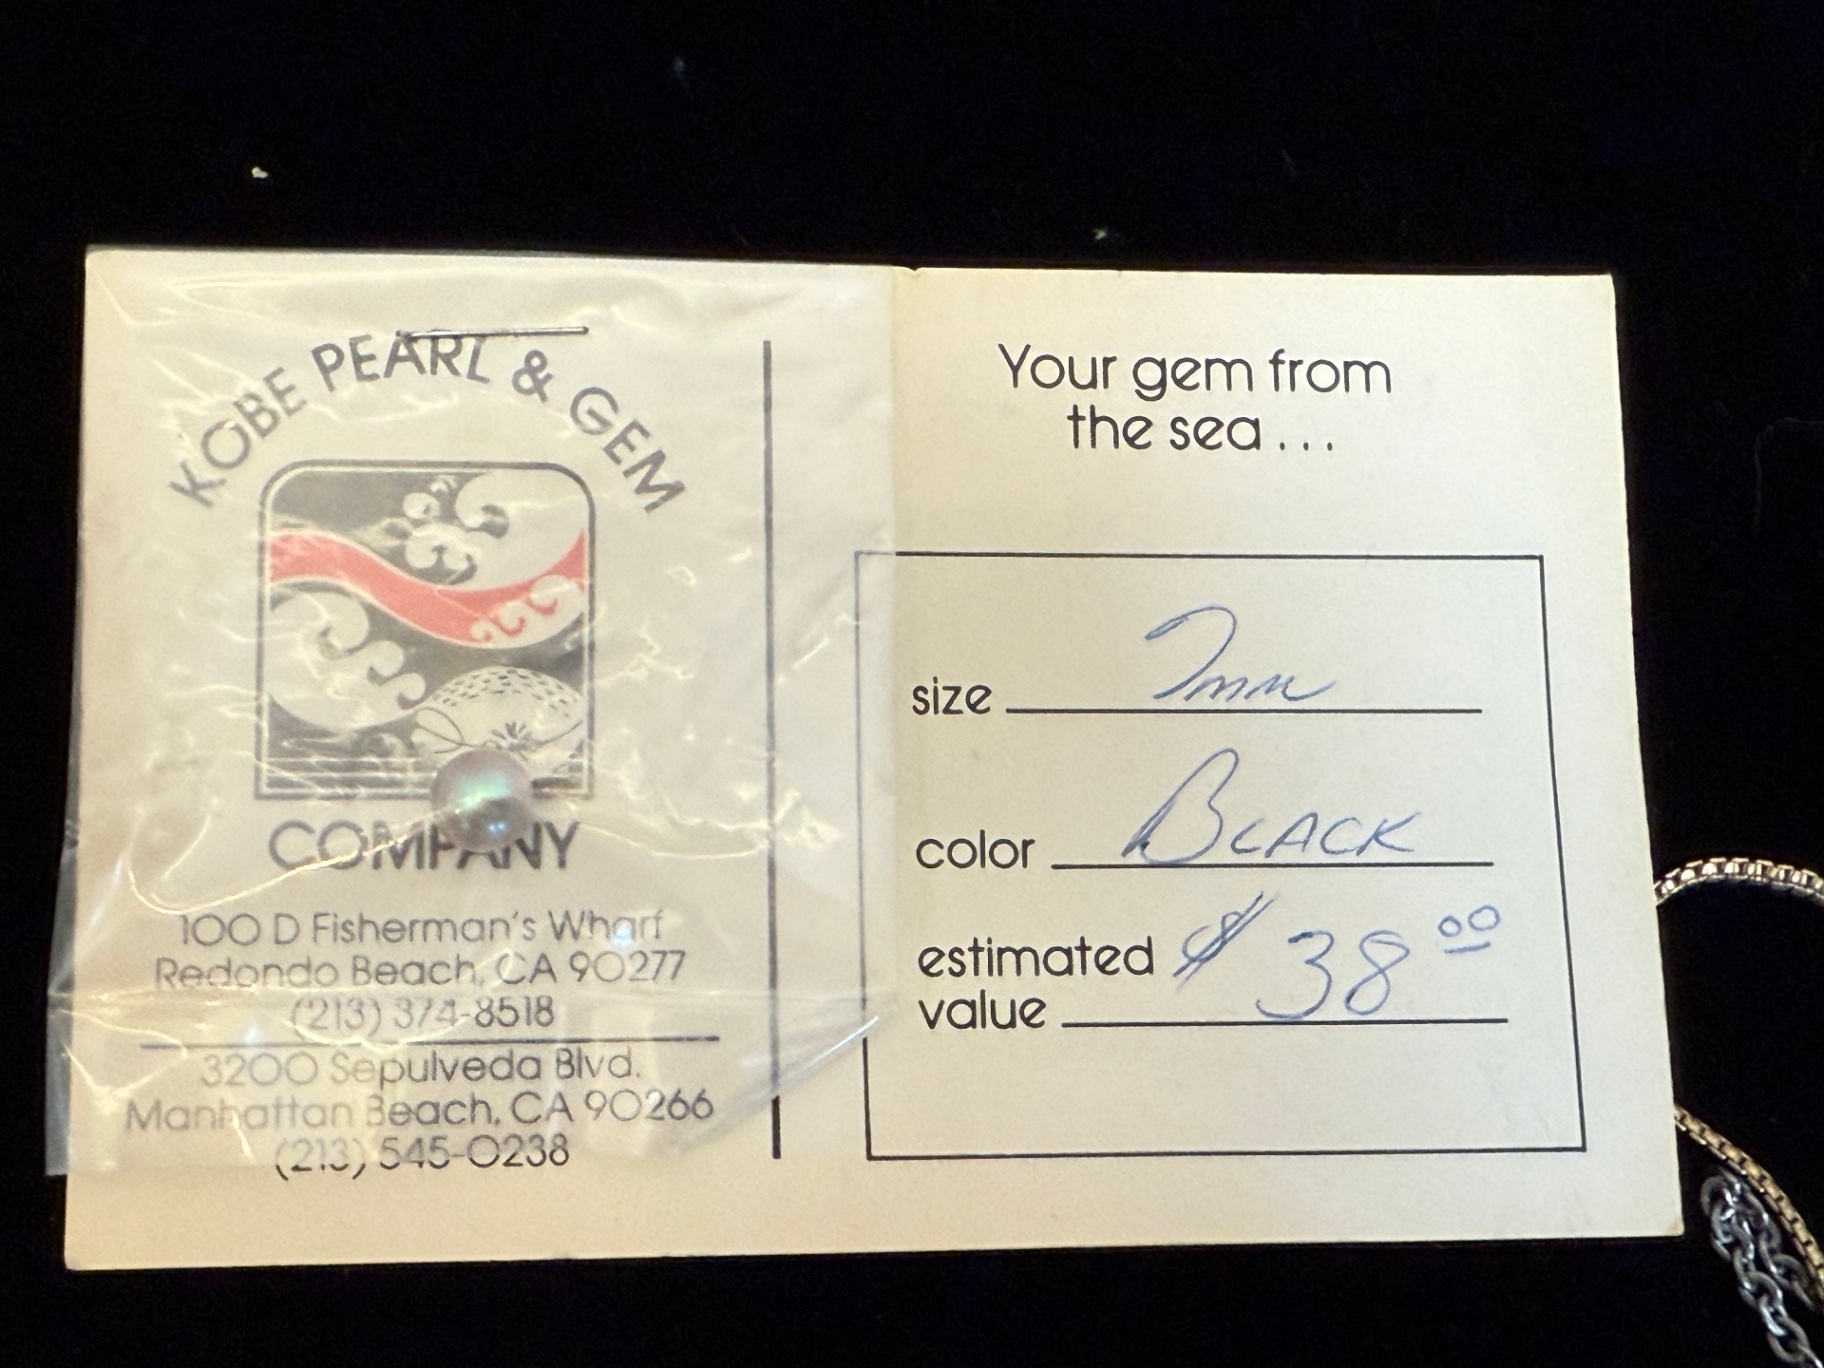 KOBE PEARL & GEM
COMPANY
100 D Fisherman's Wharf
Redondo Beach, CA 90277
(213) 374-8518
3200 Sepulveda Blvd.
Manhattan Beach, CA 90266
(213) 545-0238
Your gem from
the sea...
size 7mm
color BLACK
estimated $38.00
value